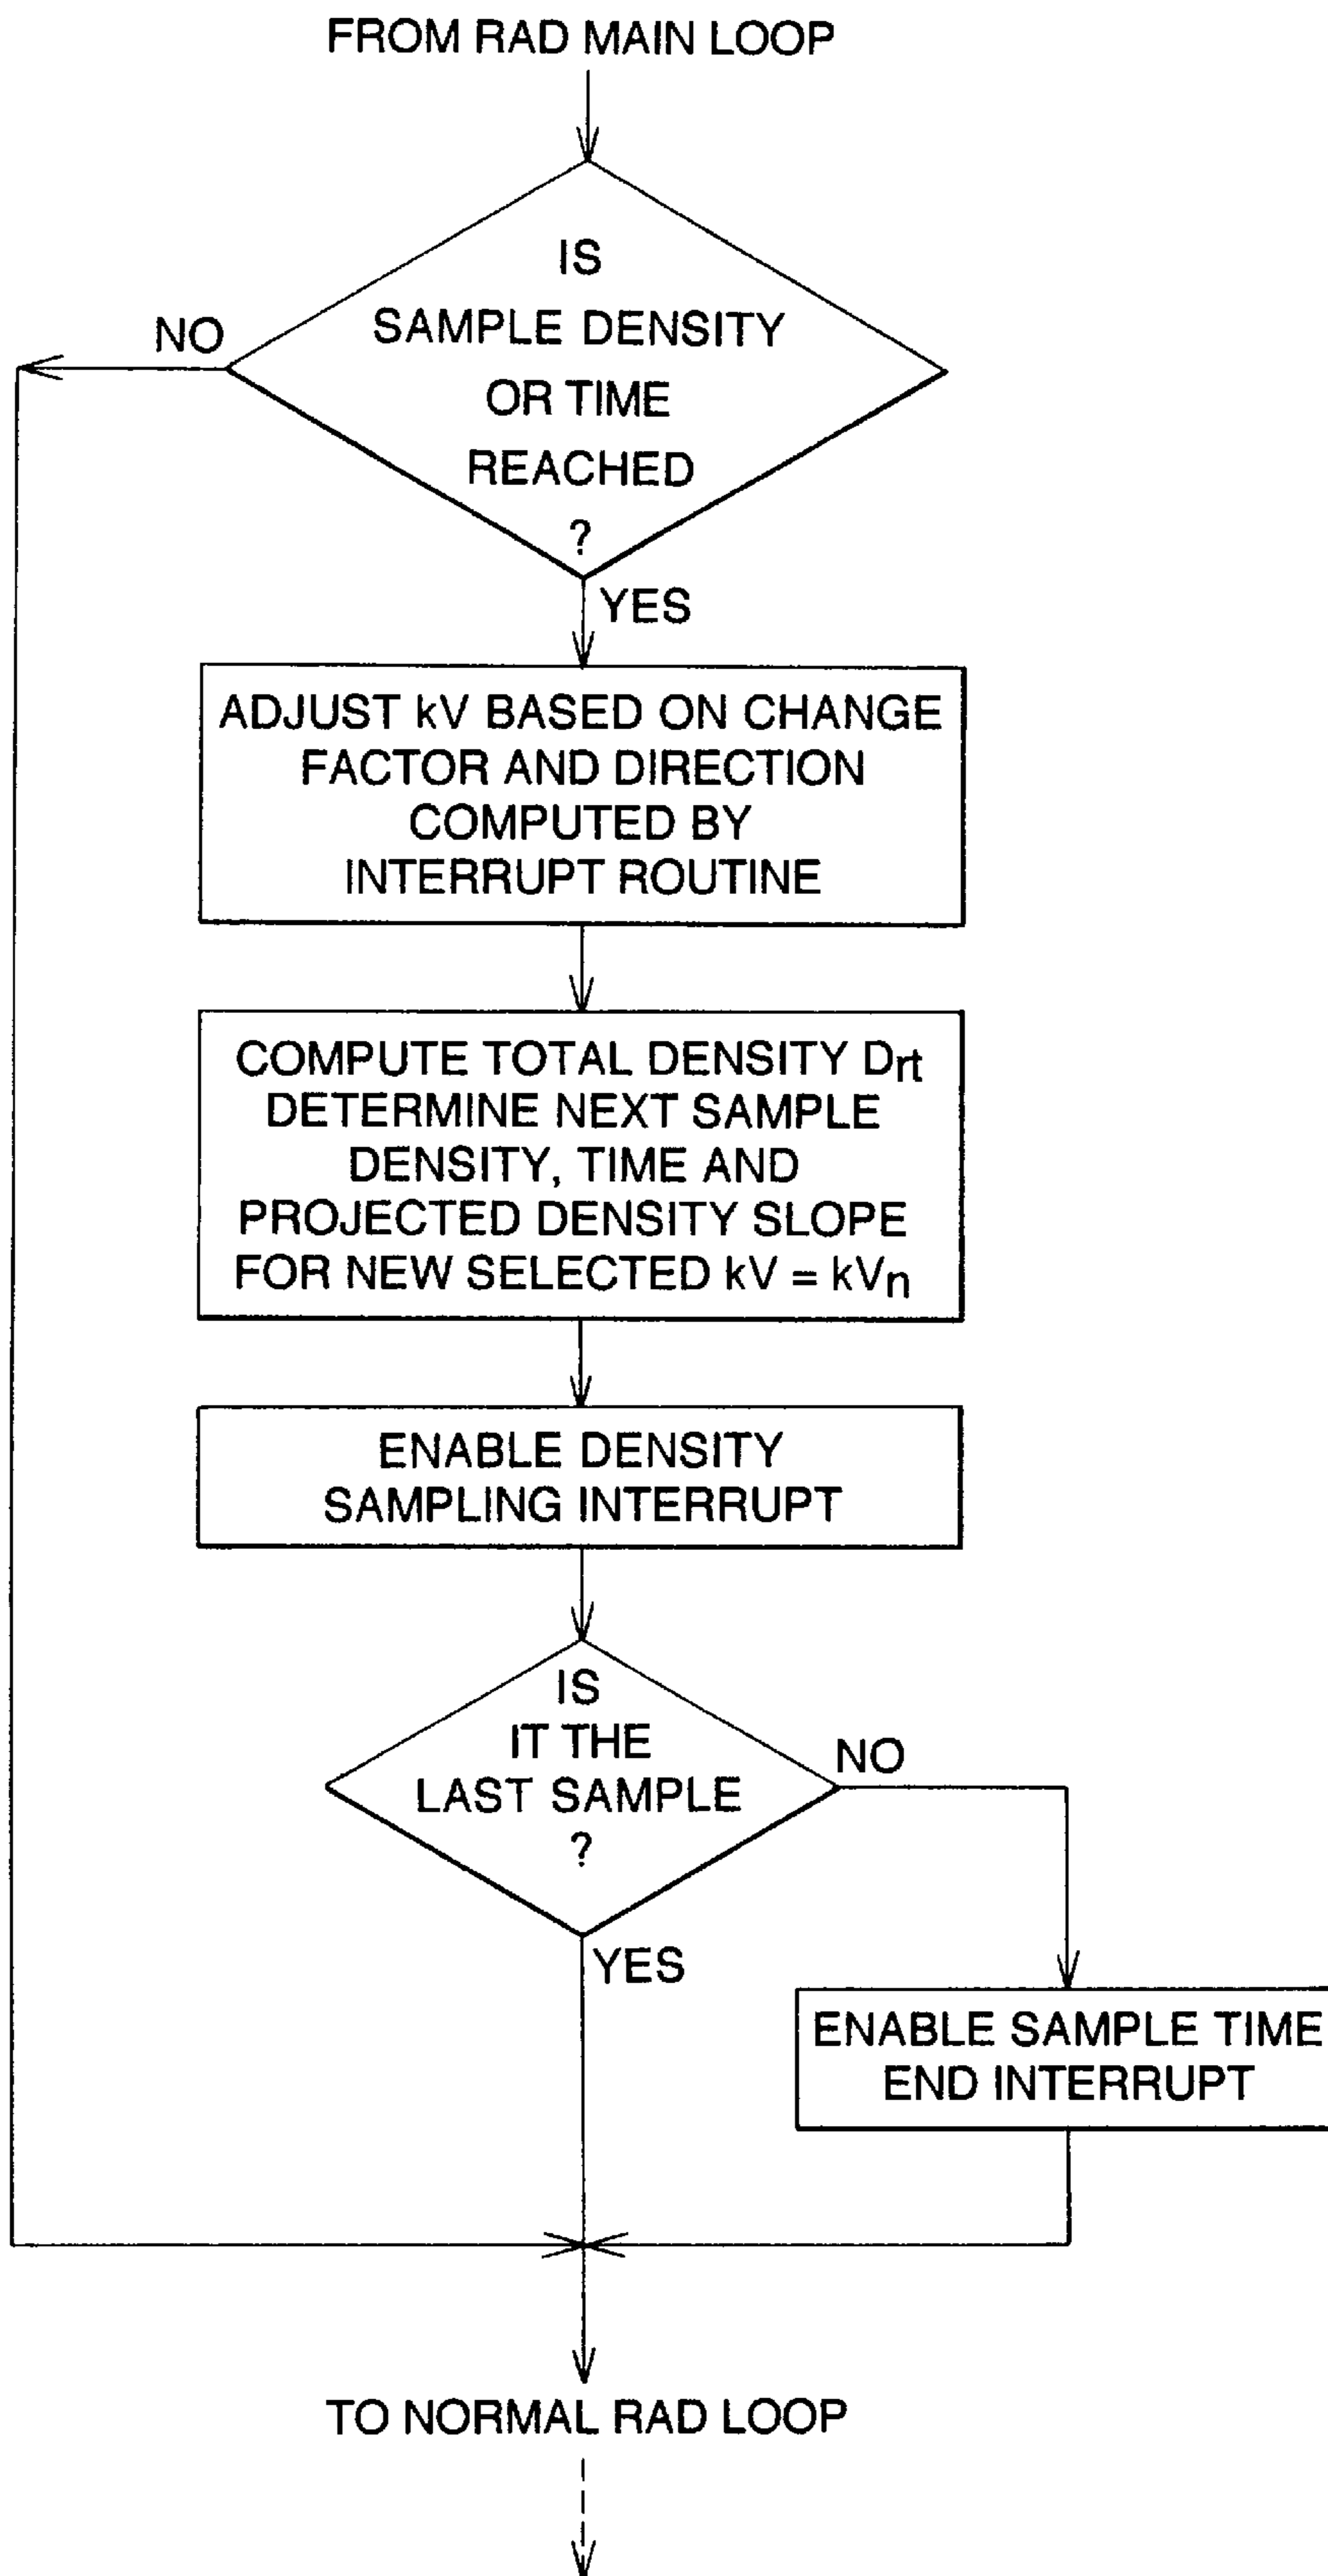 FROM RAD MAIN LOOP
IS
SAMPLE DENSITY
OR TIME
REACHED
?
NO
YES
ADJUST kV BASED ON CHANGE
FACTOR AND DIRECTION
COMPUTED BY
INTERRUPT ROUTINE
COMPUTE TOTAL DENSITY Drt
DETERMINE NEXT SAMPLE
DENSITY, TIME AND
PROJECTED DENSITY SLOPE
FOR NEW SELECTED kV = kVn
ENABLE DENSITY
SAMPLING INTERRUPT
IS
IT THE
LAST SAMPLE
?
NO
YES
ENABLE SAMPLE TIME
END INTERRUPT
TO NORMAL RAD LOOP